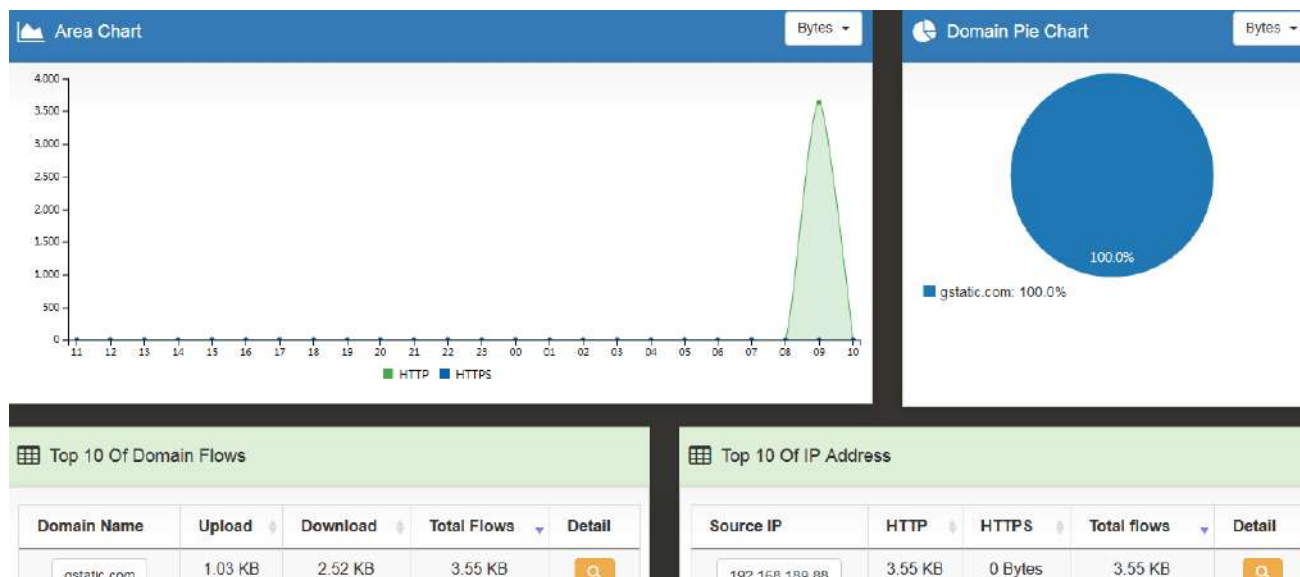 Area Chart
Bytes
Domain Pie Chart
Bytes
4.000
3.500
3,000
2.500
2.000
1.500
1,000
500
0
11 12 13 14 15 16 17 18 19 20 21 22 23 00 01 02 03 04 05 06 07 08 09 10
HTTP HTTPS
100.0%
gstatic.com: 100.0%
Top 10 Of Domain Flows
Domain Name Upload Download Total Flows Detail
gstatic.com 1.03 KB 2.52 KB 3.55 KB
Top 10 Of IP Address
Source IP HTTP HTTPS Total flows Detail
192.168.189.88 3.55 KB 0 Bytes 3.55 KB